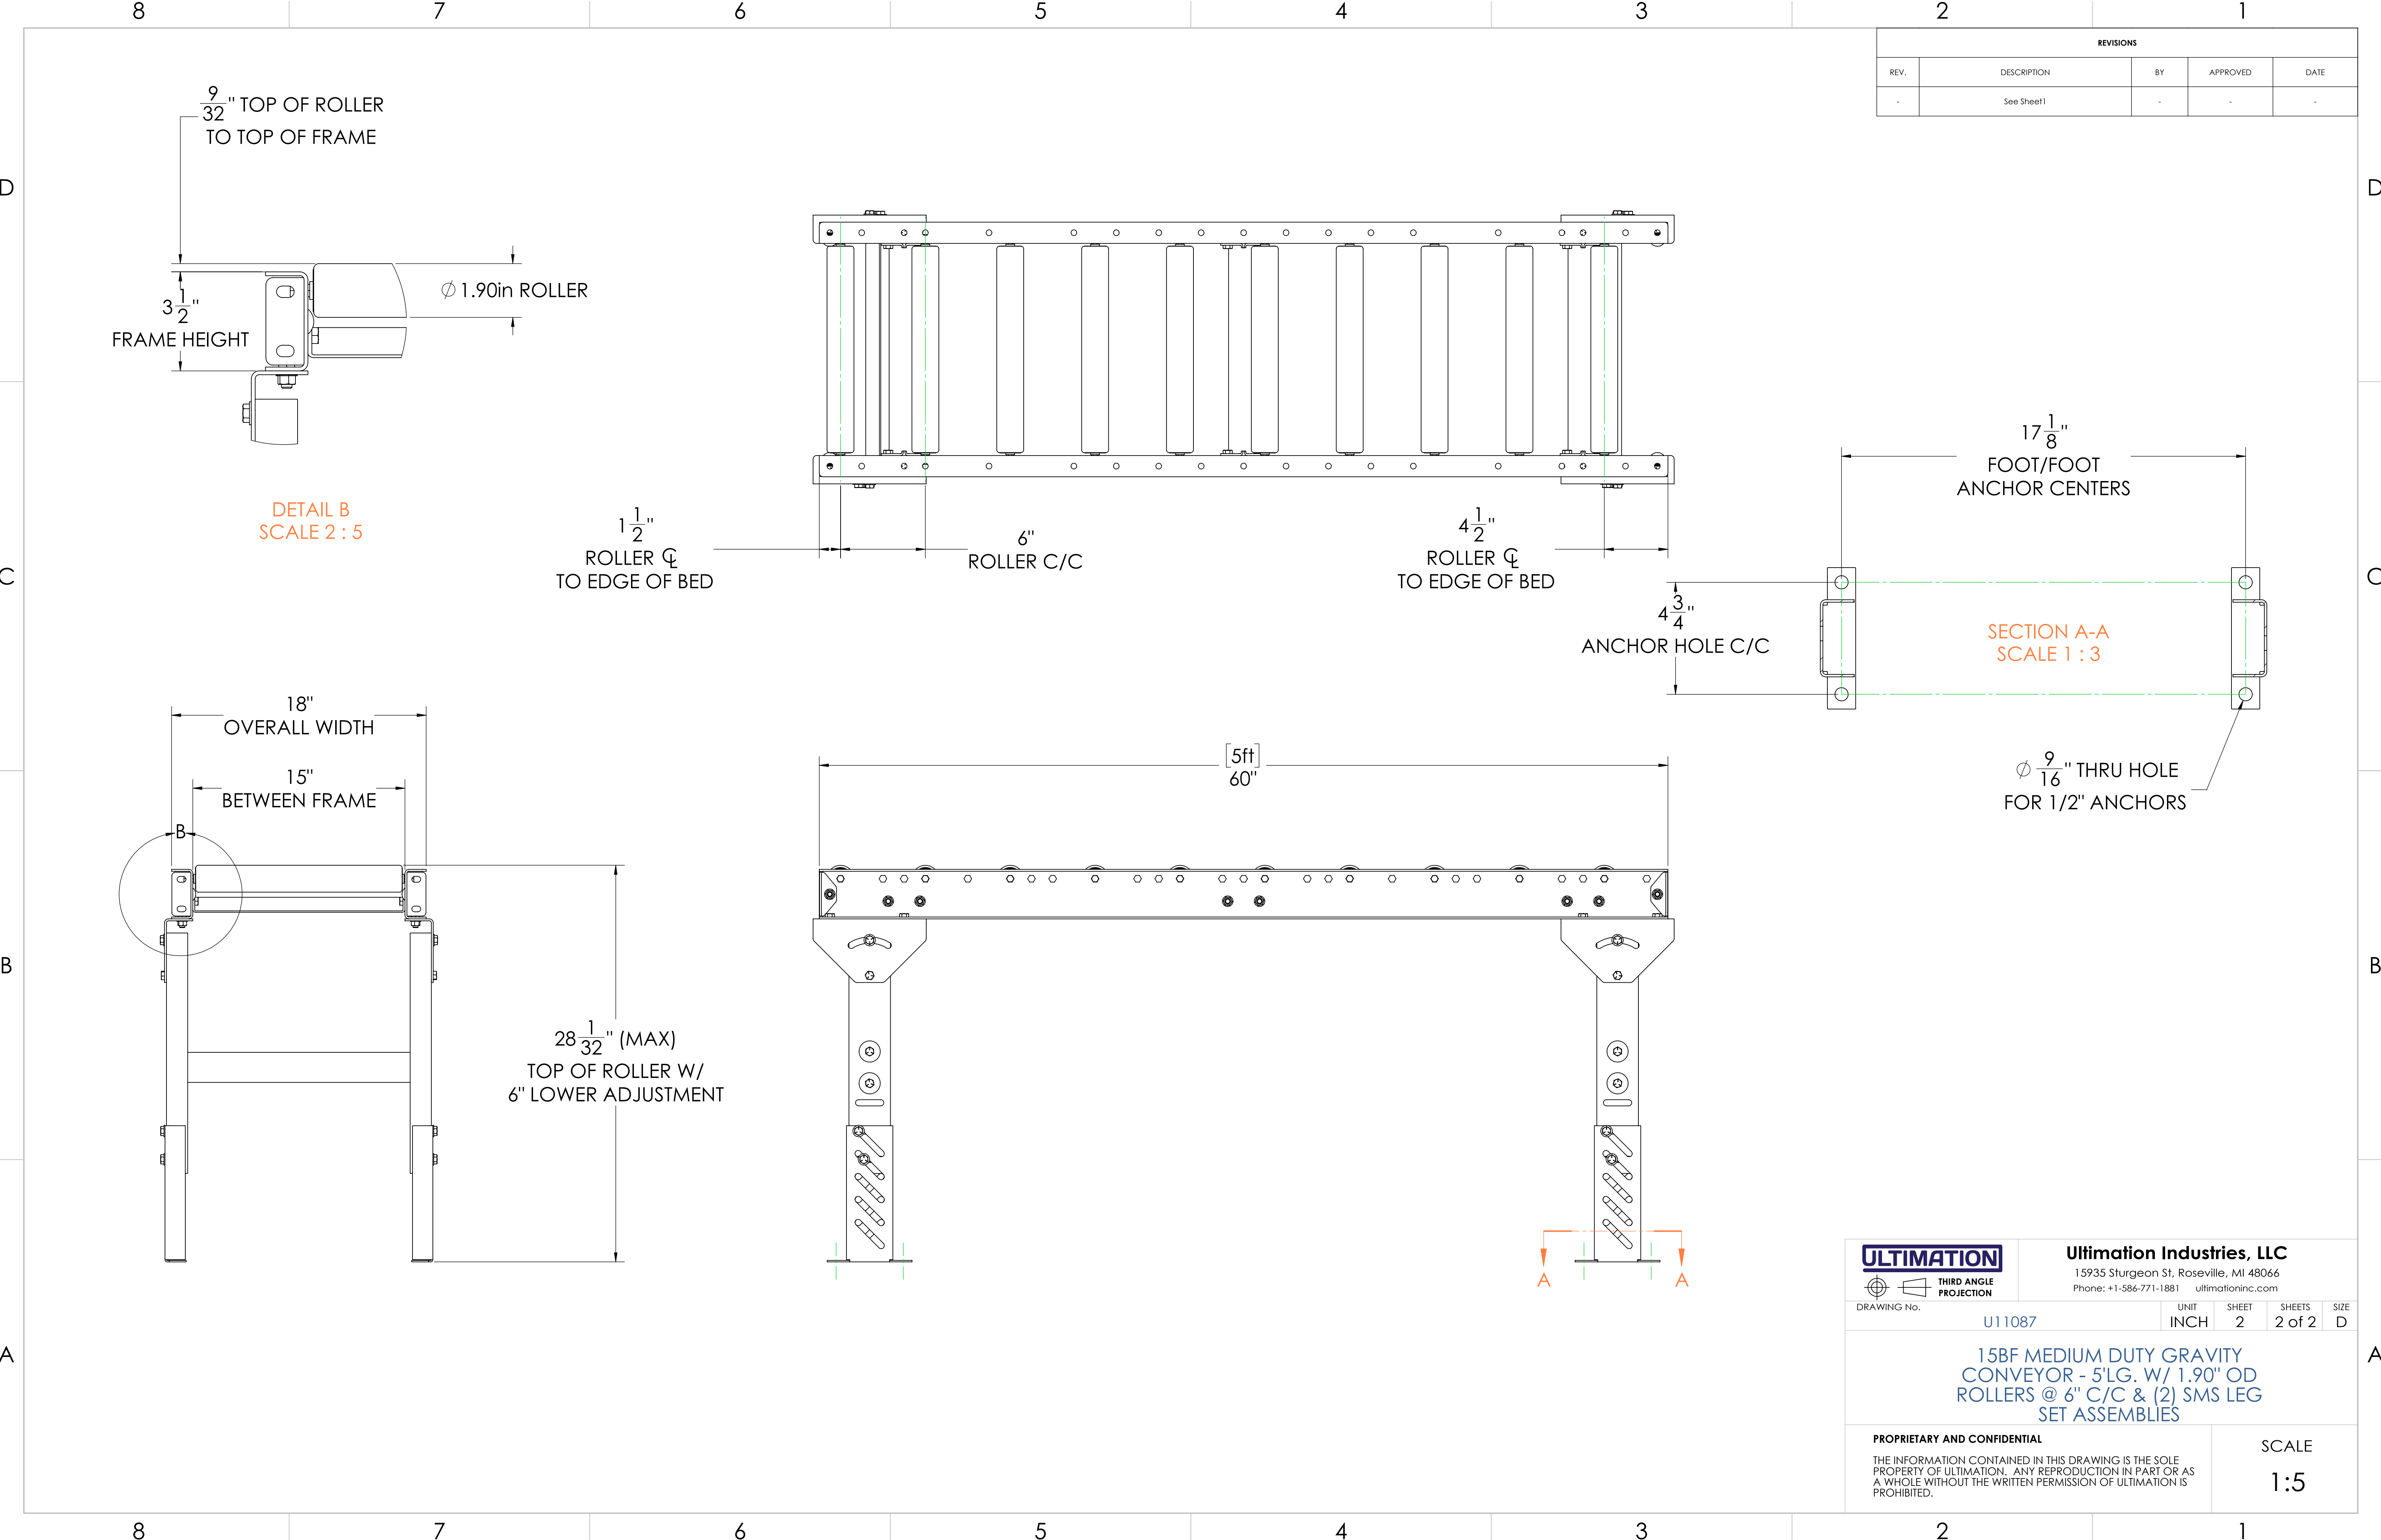 8 7 6 5 4 3 2 1
REVISIONS
REV. DESCRIPTION BY APPROVED DATE
- See Sheet1 - - -
9/32" TOP OF ROLLER
TO TOP OF FRAME
D D
3 1/2"
FRAME HEIGHT
Ø 1.90in ROLLER
DETAIL B
SCALE 2 : 5
1 1/2"
ROLLER ℄
TO EDGE OF BED
6"
ROLLER C/C
4 1/2"
ROLLER ℄
TO EDGE OF BED
17 1/8"
FOOT/FOOT
ANCHOR CENTERS
C C
4 3/4"
ANCHOR HOLE C/C
SECTION A-A
SCALE 1 : 3
Ø 9/16" THRU HOLE
FOR 1/2" ANCHORS
18"
OVERALL WIDTH
15"
BETWEEN FRAME
B
[5ft]
60"
B B
28 1/32" (MAX)
TOP OF ROLLER W/
6" LOWER ADJUSTMENT
A A
ULTIMATION
THIRD ANGLE
PROJECTION
Ultimation Industries, LLC
15935 Sturgeon St, Roseville, MI 48066
Phone: +1-586-771-1881 ultimationinc.com
DRAWING No. UNIT SHEET SHEETS SIZE
U11087 INCH 2 2 of 2 D
A A
15BF MEDIUM DUTY GRAVITY
CONVEYOR - 5'LG. W/ 1.90" OD
ROLLERS @ 6" C/C & (2) SMS LEG
SET ASSEMBLIES
PROPRIETARY AND CONFIDENTIAL
THE INFORMATION CONTAINED IN THIS DRAWING IS THE SOLE
PROPERTY OF ULTIMATION. ANY REPRODUCTION IN PART OR AS
A WHOLE WITHOUT THE WRITTEN PERMISSION OF ULTIMATION IS
PROHIBITED.
SCALE
1:5
8 7 6 5 4 3 2 1